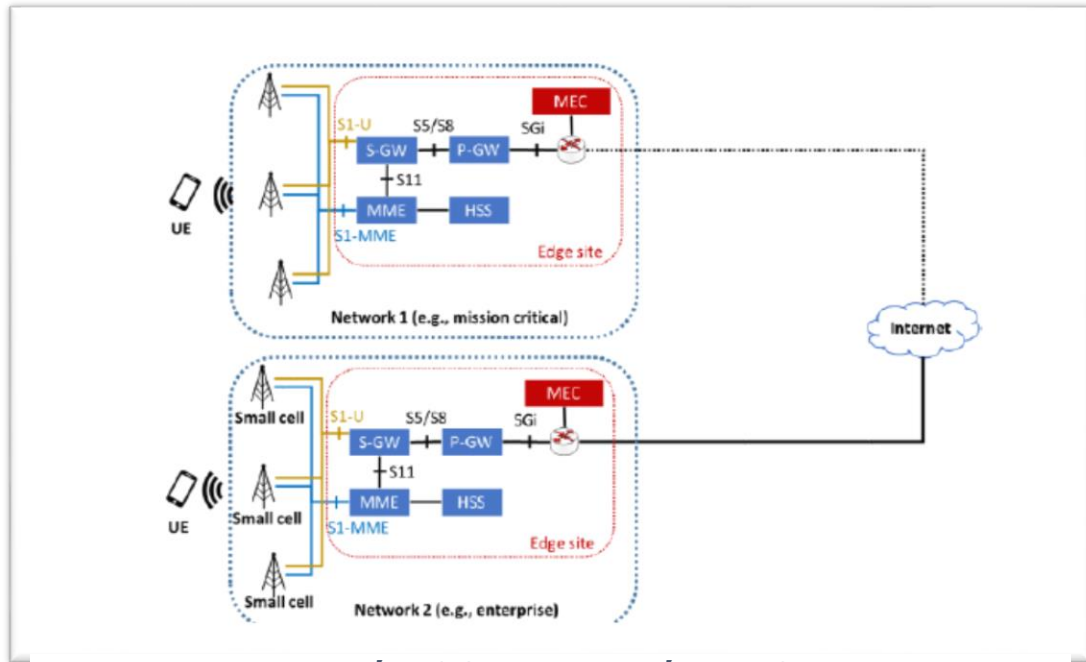 MEC
S1-U
S5/S8
SGi
S-GW
P-GW
S11
UE
MME
HSS
S1-MME
Edge site
Network 1 (e.g., mission critical)
Internet
MEC
Small cell
S1-U
S5/S8
SGi
S-GW
P-GW
S11
UE
Small cell
MME
HSS
S1-MME
Edge site
Small cell
Network 2 (e.g., enterprise)